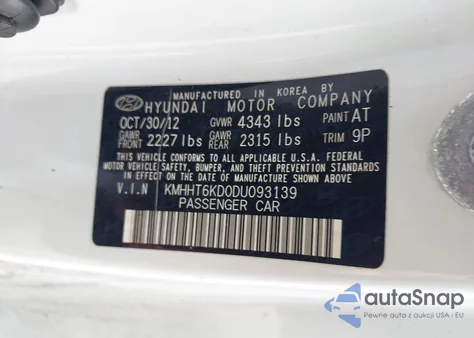 MANUFACTURED IN KOREA BY
HYUNDAI MOTOR COMPANY
OCT/30/12 GVWR 4343 lbs PAINT AT
GAWR FRONT 2227 lbs GAWR REAR 2315 lbs TRIM 9P
THIS VEHICLE CONFORMS TO ALL APPLICABLE U.S.A. FEDERAL
MOTOR VEHICLE SAFETY, BUMPER, AND THEFT PREVENTION
STANDARDS IN EFFECT ON THE DATE OF MANUFACTURE SHOWN ABOVE.
V.I.N KMHHT6KD0DU093139
PASSENGER CAR
autoSnap
Pewne auta z aukcji USA i EU